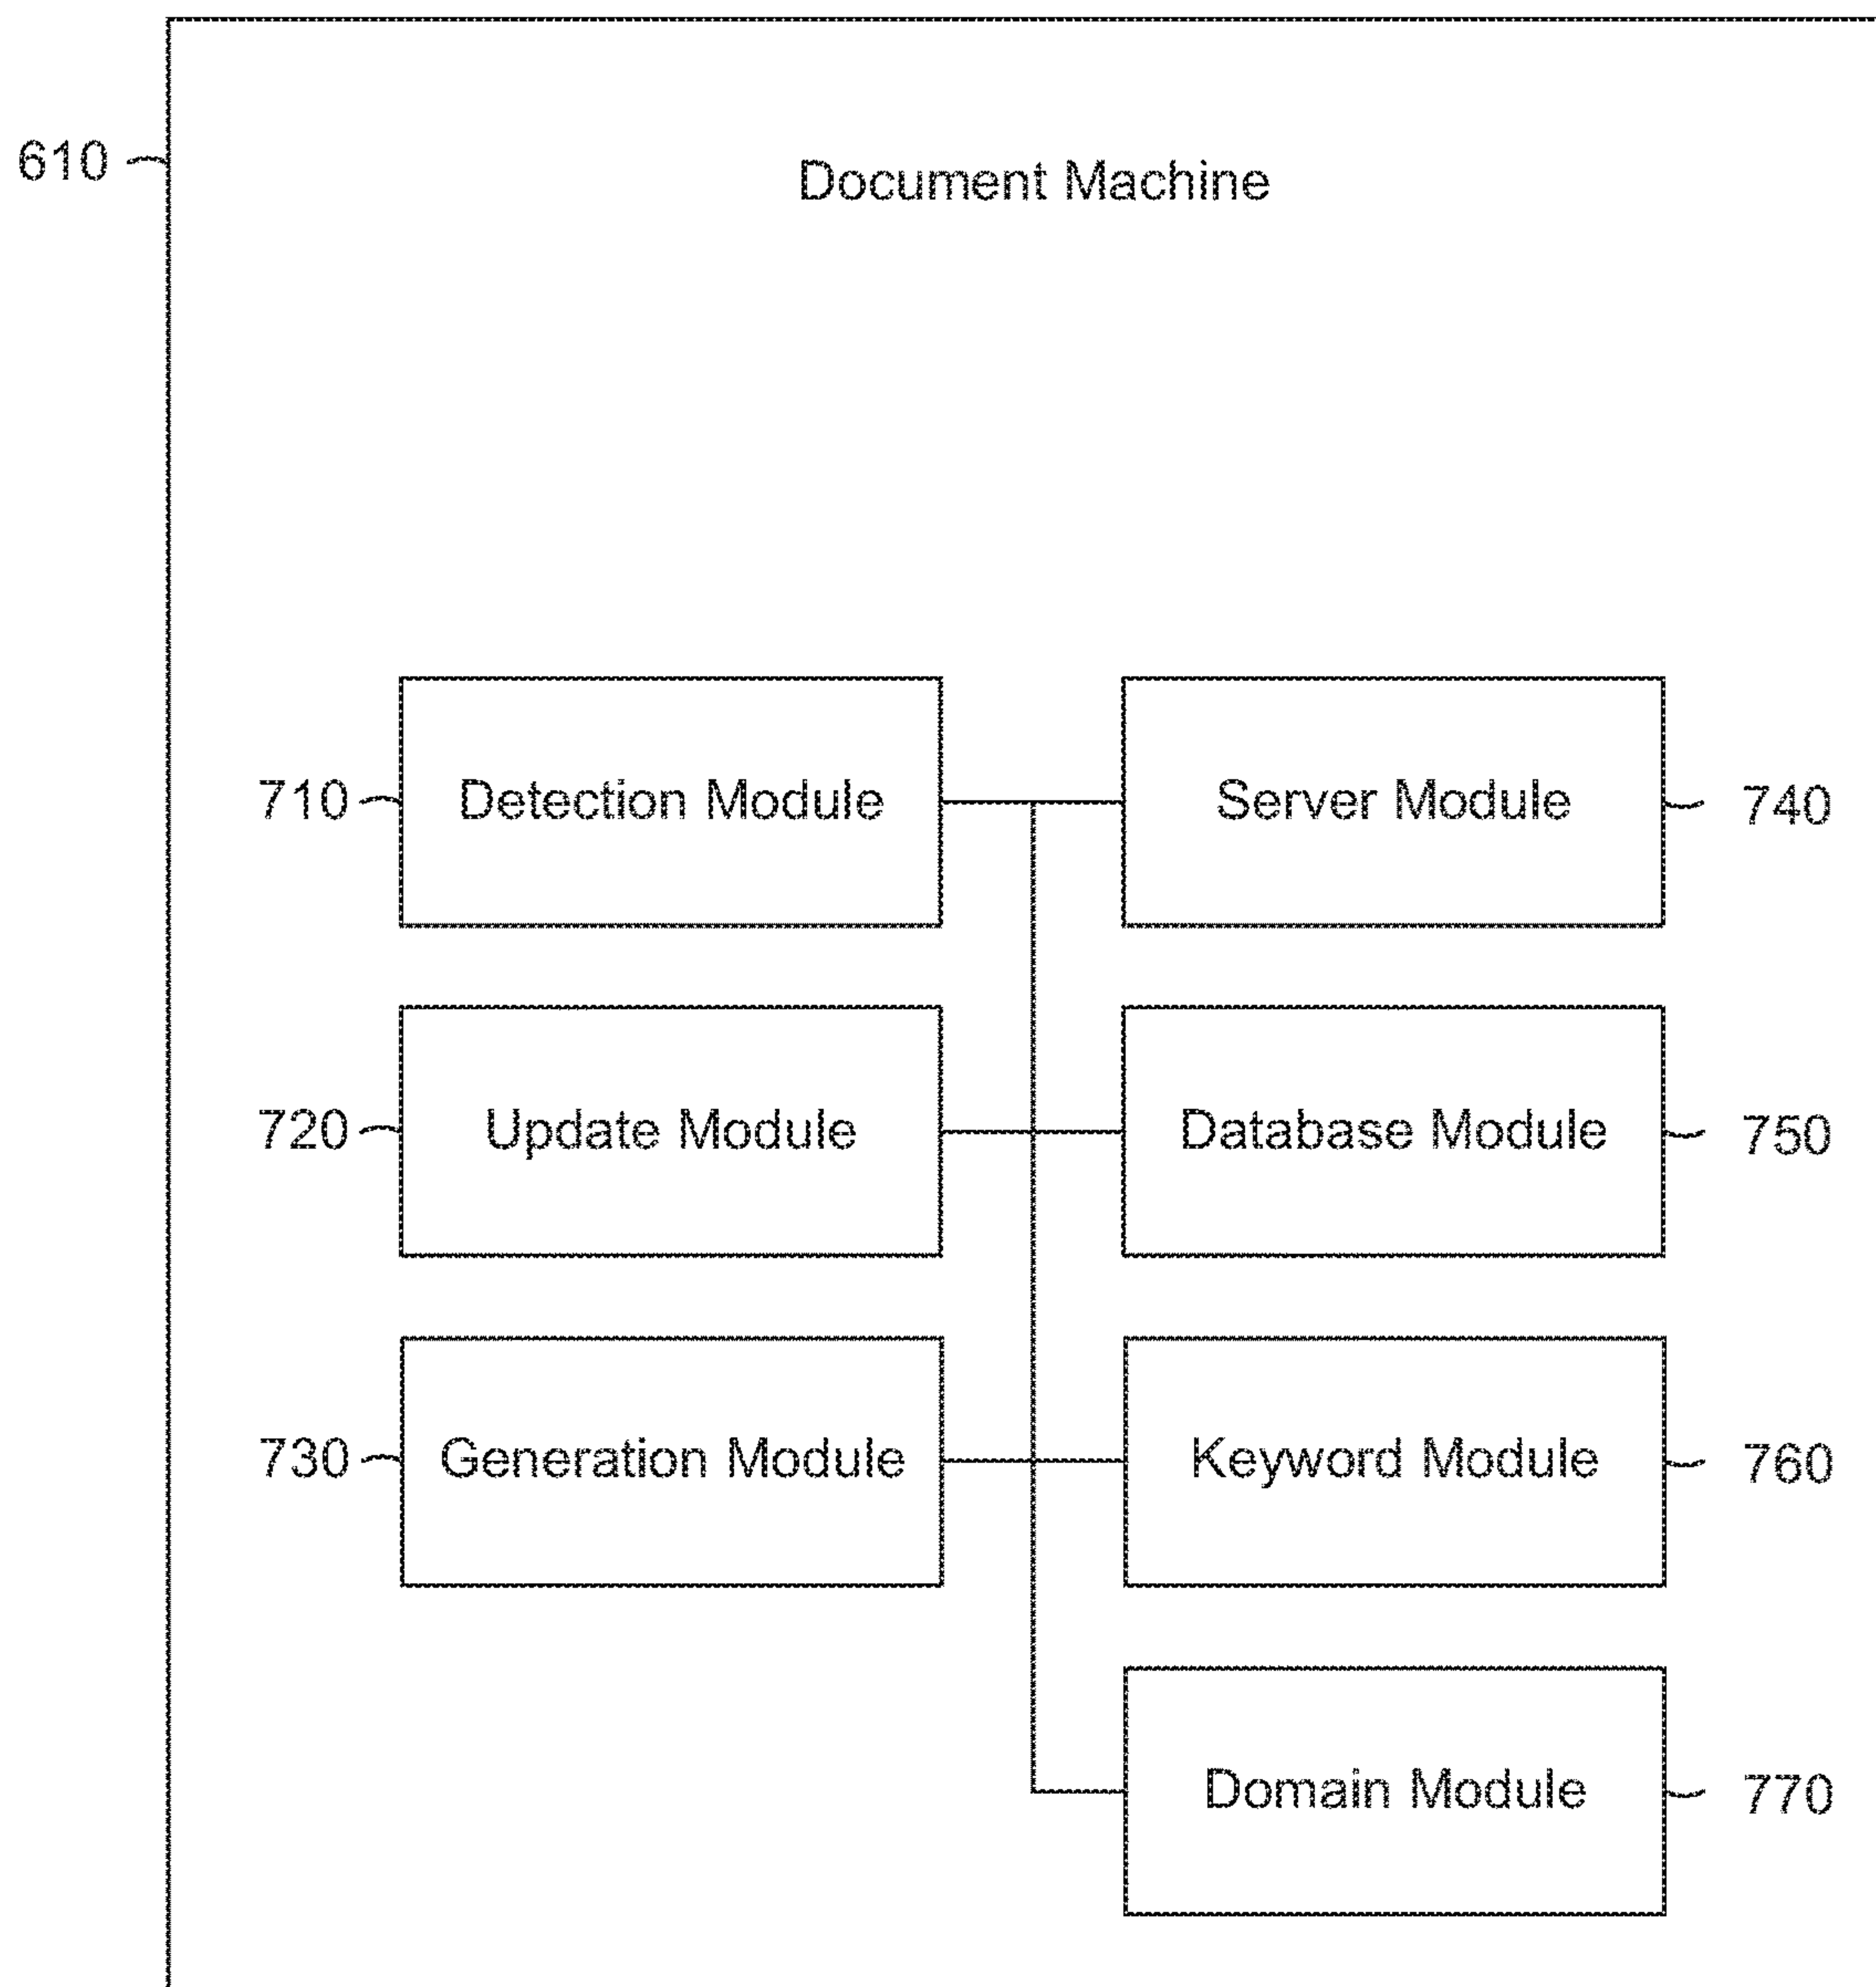 610
Document Machine
710 Detection Module
Server Module 740
720 Update Module
Database Module 750
730 Generation Module
Keyword Module 760
Domain Module 770